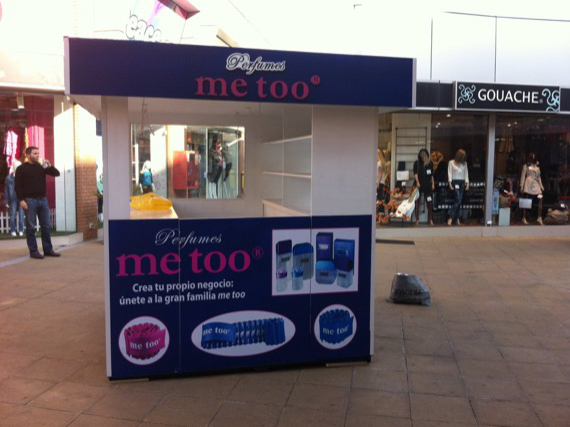 Perfumes
me too®
GOUACHE®
Perfumes
me too®
Crea tu propio negocio:
únete a la gran familia me too
me too
me too
me too